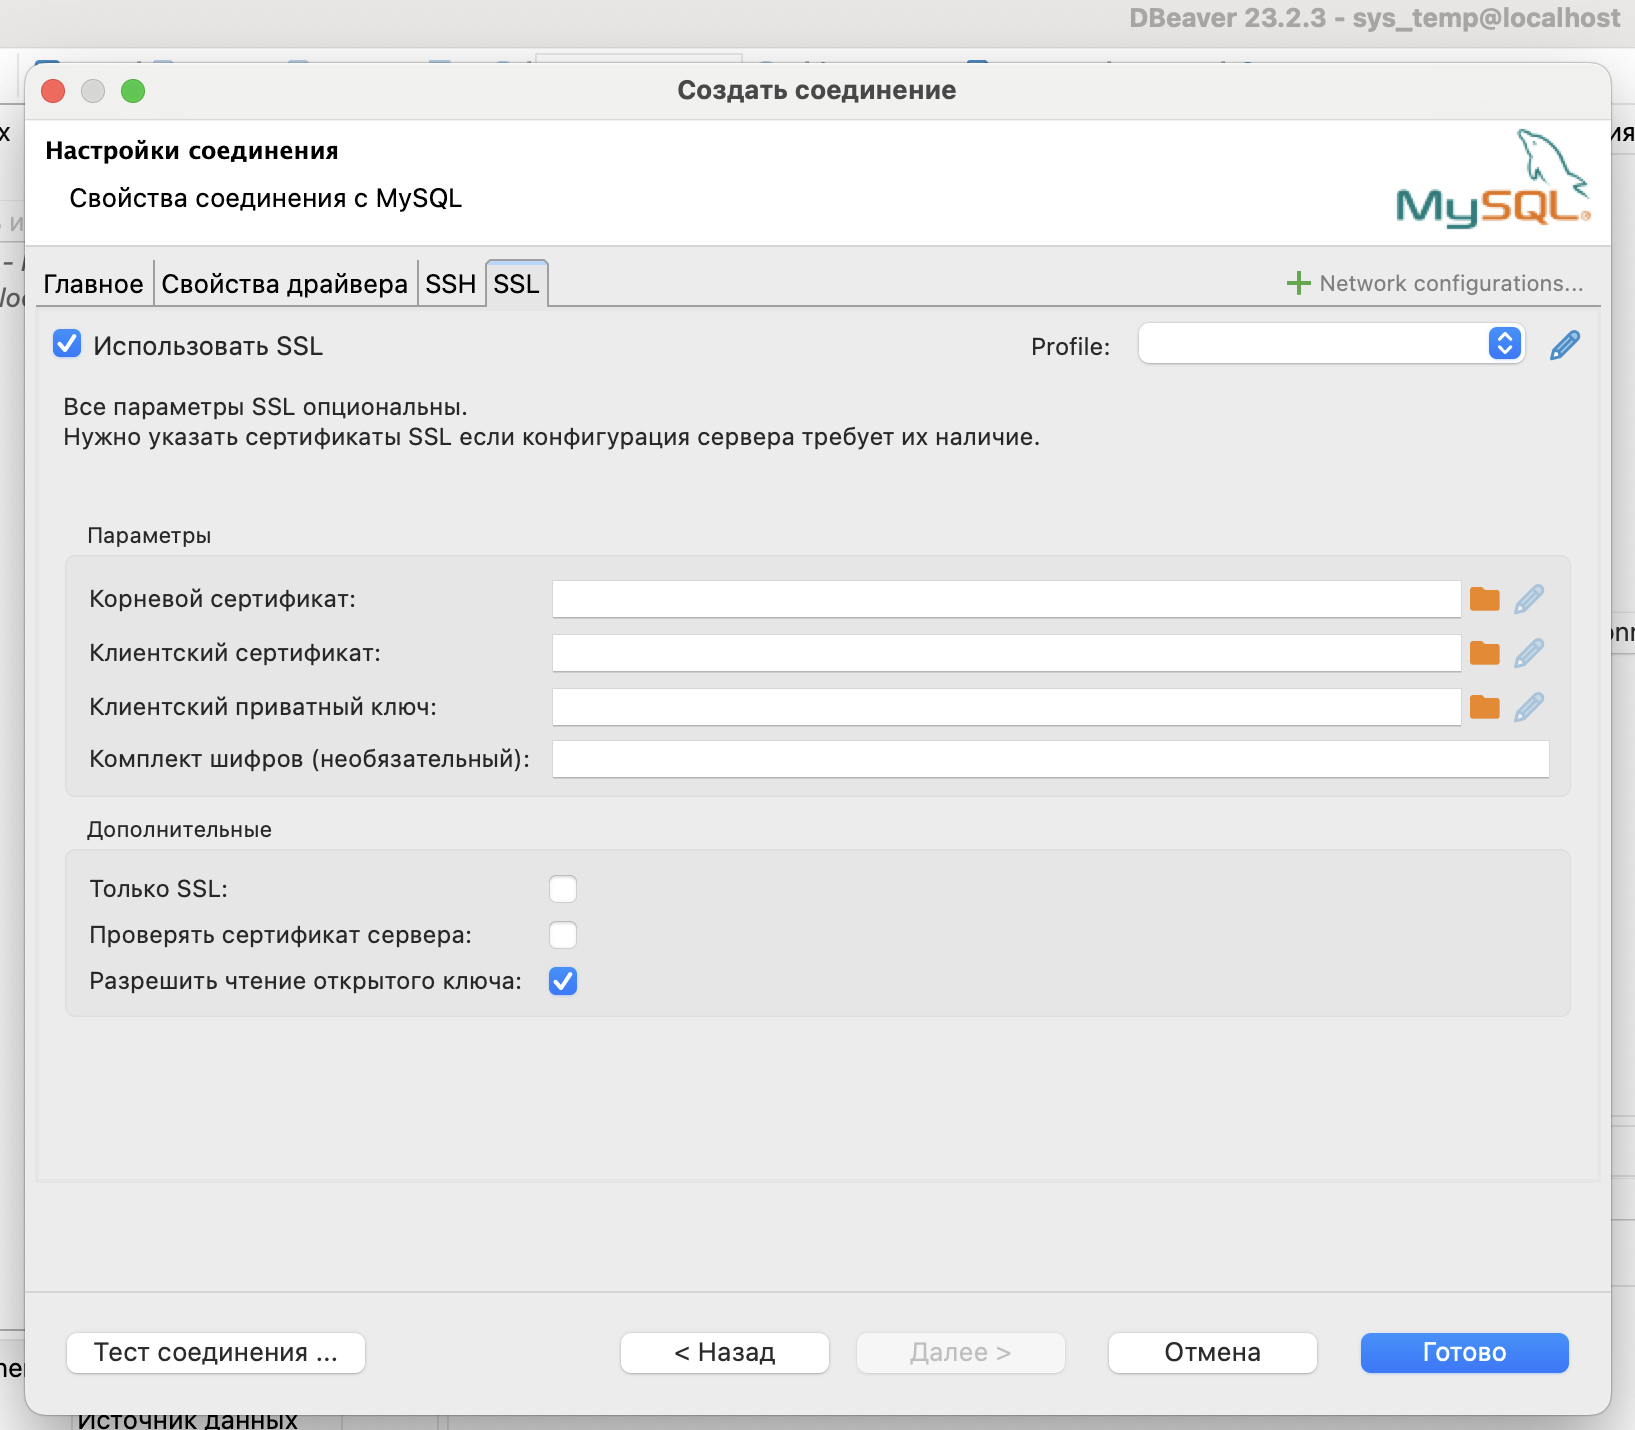 DBeaver 23.2.3 - sys_temp@localhost
Создать соединение
Настройки соединения
Свойства соединения с MySQL
MySQL
Главное
Свойства драйвера
SSH
SSL
Network configurations...
Использовать SSL
Profile:
Все параметры SSL опциональны.
Нужно указать сертификаты SSL если конфигурация сервера требует их наличие.
Параметры
Корневой сертификат:
Клиентский сертификат:
Клиентский приватный ключ:
Комплект шифров (необязательный):
Дополнительные
Только SSL:
Проверять сертификат сервера:
Разрешить чтение открытого ключа:
Тест соединения ...
< Назад
Далее >
Отмена
Готово
Источник данных